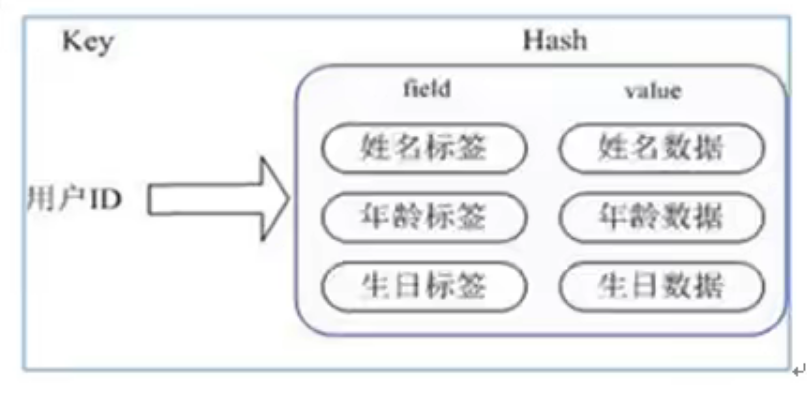 Key Hash
field value
姓名标签 姓名数据
用户ID
年龄标签 年龄数据
生日标签 生日数据